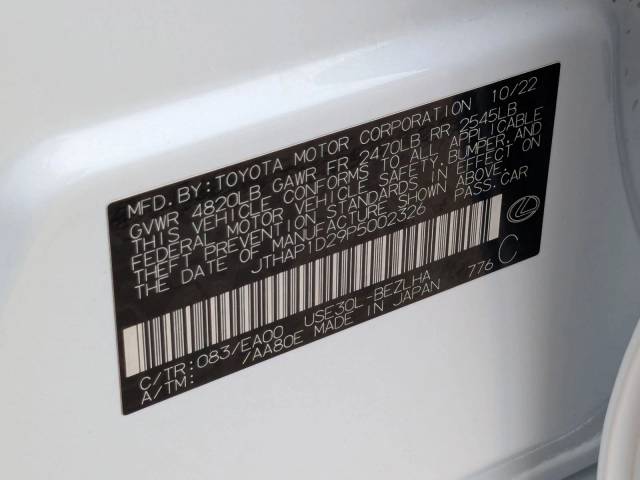 MFD. BY: TOYOTA MOTOR CORPORATION 10/22
GVWR 4820LB GAWR FR 2470LB RR 2545LB
THIS VEHICLE CONFORMS TO ALL APPLICABLE
FEDERAL MOTOR VEHICLE SAFETY, BUMPER, AND
THEFT PREVENTION STANDARDS IN EFFECT ON
THE DATE OF MANUFACTURE SHOWN ABOVE.
JTHAP1D29P5002326 PASS. CAR
C
776
C/TR: 083/EA00 USE30L-BEZLHA
A/TM: /AA80E MADE IN JAPAN